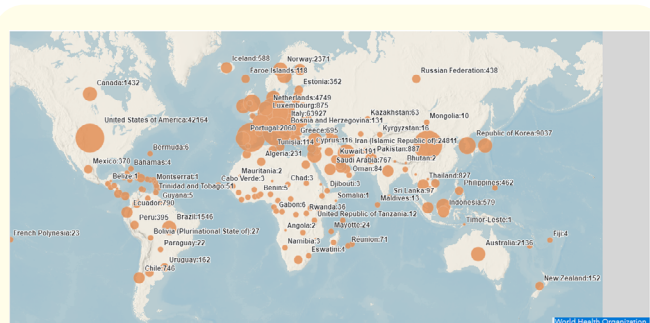 Iceland:588
Norway:2371
Faroe Islands:118
Russian Federation:438
Canada:1432
Estonia:352
Netherlands:4749
Luxembourg:875
Italy:63927
Kazakhstan:63
Mongolia:10
United States of America:42164
Bosnia and Herzegovina:131
Portugal:2060
Greece:695
Kyrgyzstan:16
Republic of Korea:9037
Tunisia:114
Cyprus:116
Iran (Islamic Republic of):24811
Bermuda:6
Algeria:231
Kuwait:191
Pakistan:887
Mexico:370
Bahamas:4
Saudi Arabia:767
Bhutan:2
Mauritania:2
Oman:84
Belize:1
Montserrat:1
Cabo Verde:3
Chad:3
Thailand:827
Trinidad and Tobago:51
Benin:5
Djibouti:3
Sri Lanka:97
Philippines:462
Guyana:5
Somalia:1
Maldives:13
Ecuador:790
Gabon:6
Rwanda:36
Indonesia:579
Peru:395
Brazil:1546
United Republic of Tanzania:12
Timor-Leste:1
French Polynesia:23
Bolivia (Plurinational State of):27
Angola:2
Mayotte:24
Fiji:4
Paraguay:22
Namibia:3
Reunion:71
Australia:2136
Uruguay:162
Eswatini:4
Chile:746
New Zealand:152
World Health Organization